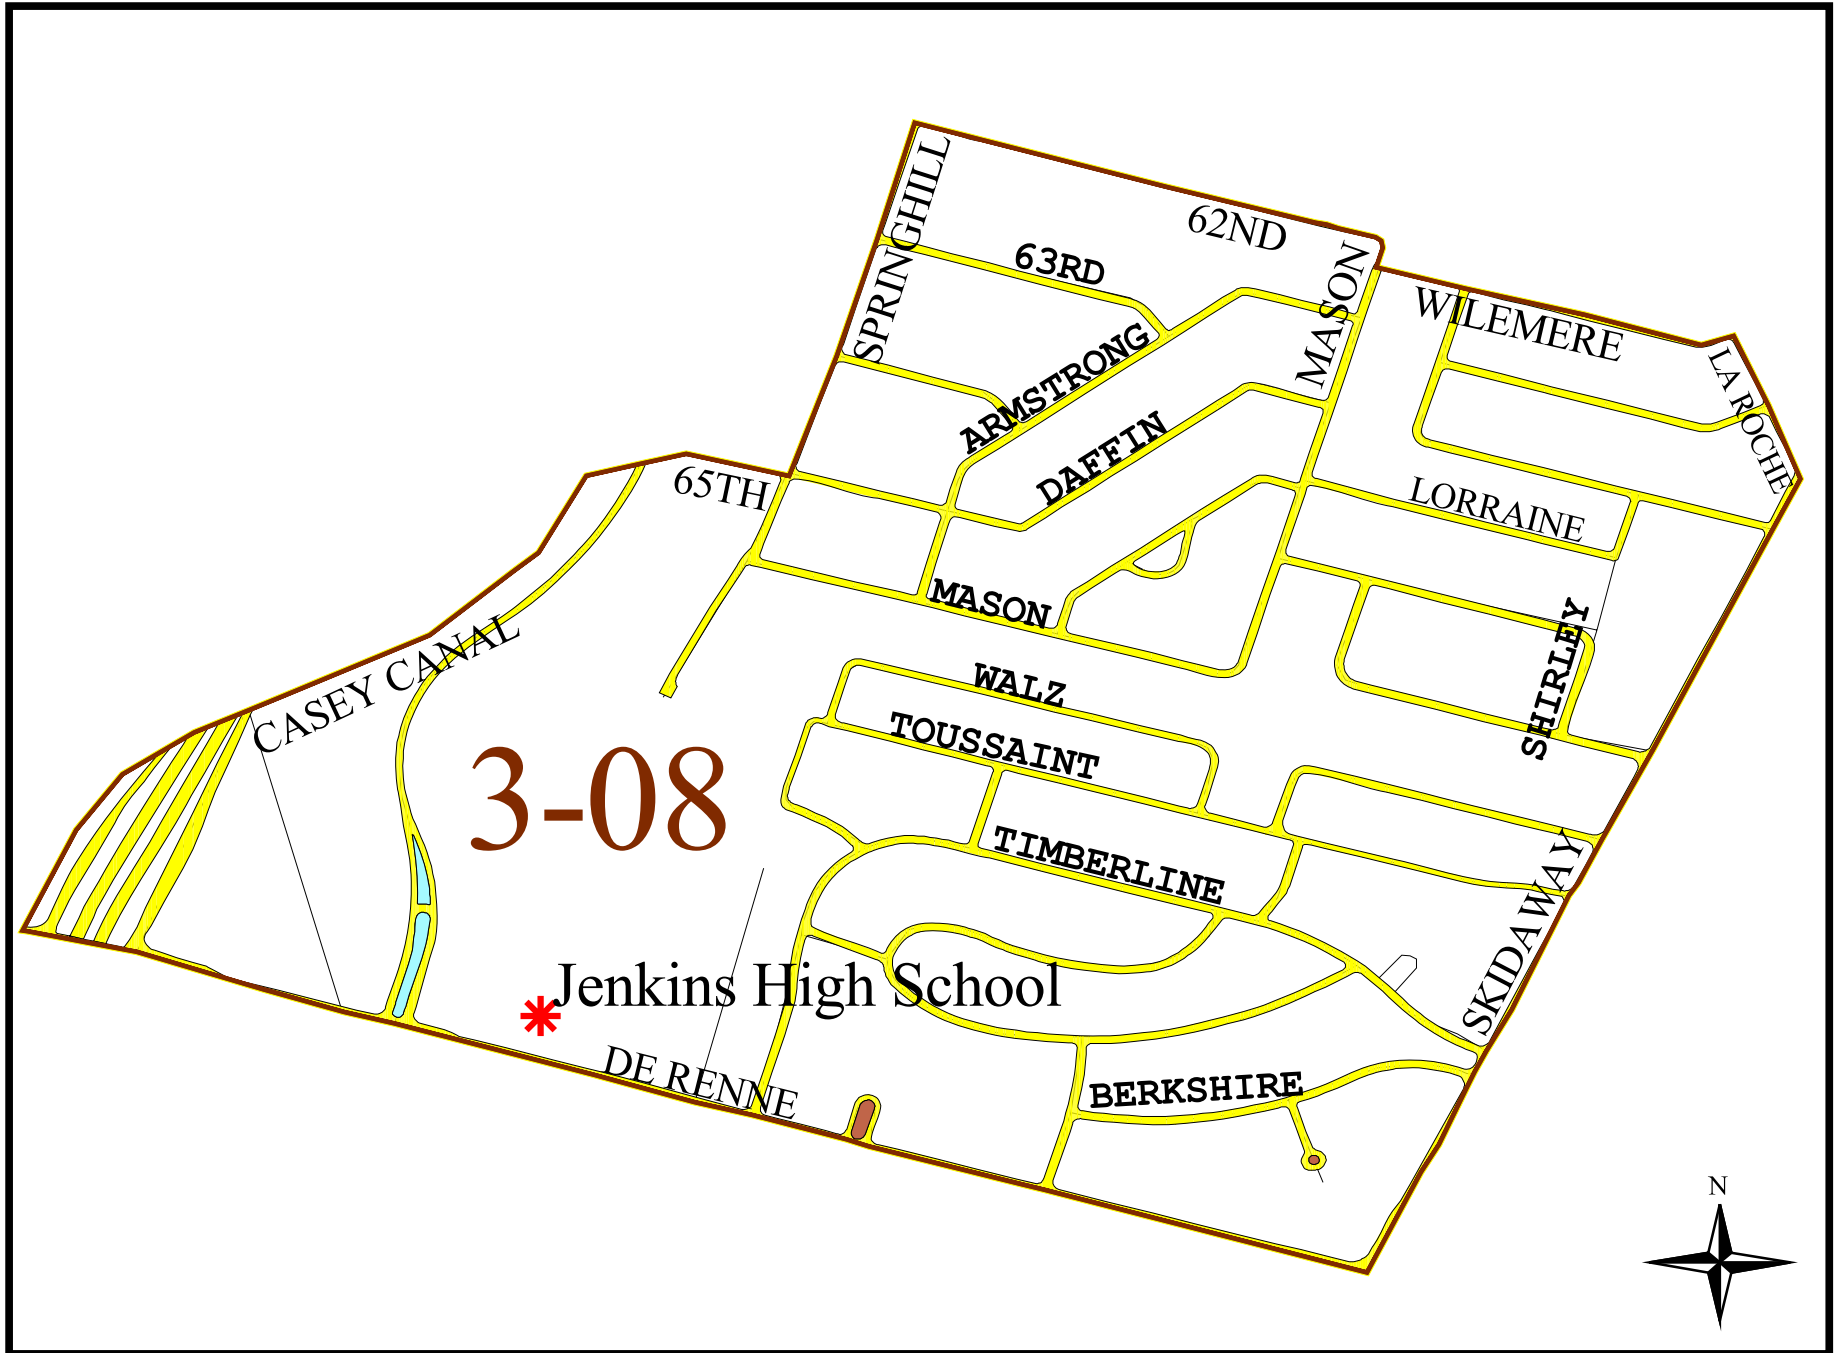 SPRINGHILL
62ND
63RD
MASON
WILEMERE
LA ROCHE
ARMSTRONG
DAFFIN
65TH
LORRAINE
MASON
SHIRLEY
CASEY CANAL
WALZ
TOUSSAINT
3-08
TIMBERLINE
SKIDAWAY
Jenkins High School
DE RENNE
BERKSHIRE
N